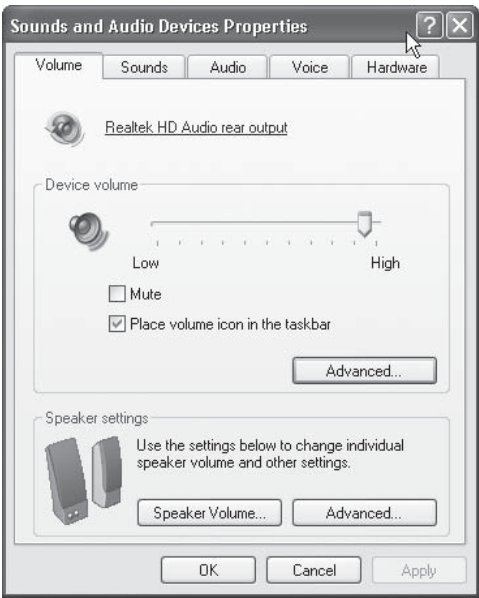 Sounds and Audio Devices Properties
Volume Sounds Audio Voice Hardware
Realtek HD Audio rear output
Device volume
Low High
Mute
Place volume icon in the taskbar
Advanced...
Speaker settings
Use the settings below to change individual
speaker volume and other settings.
Speaker Volume... Advanced...
OK Cancel Apply